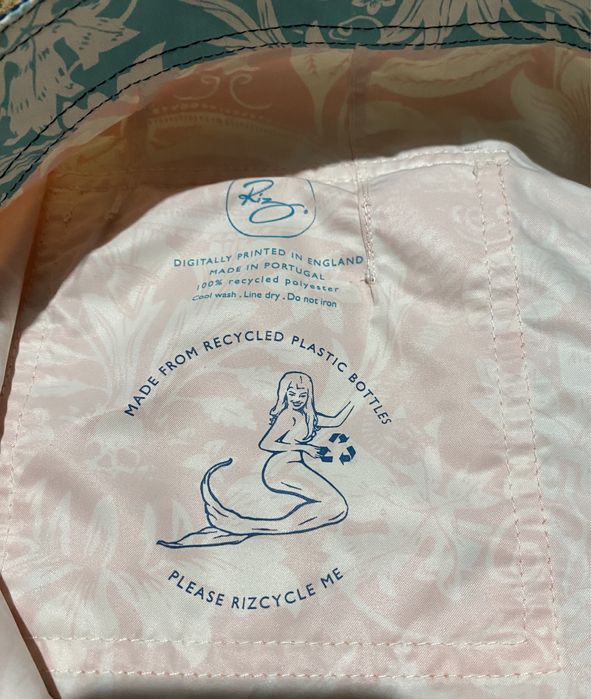 Riz.
DIGITALLY PRINTED IN ENGLAND
MADE IN PORTUGAL
100% recycled polyester
Cool wash . Line dry . Do not iron
MADE FROM RECYCLED PLASTIC BOTTLES
PLEASE RIZCYCLE ME